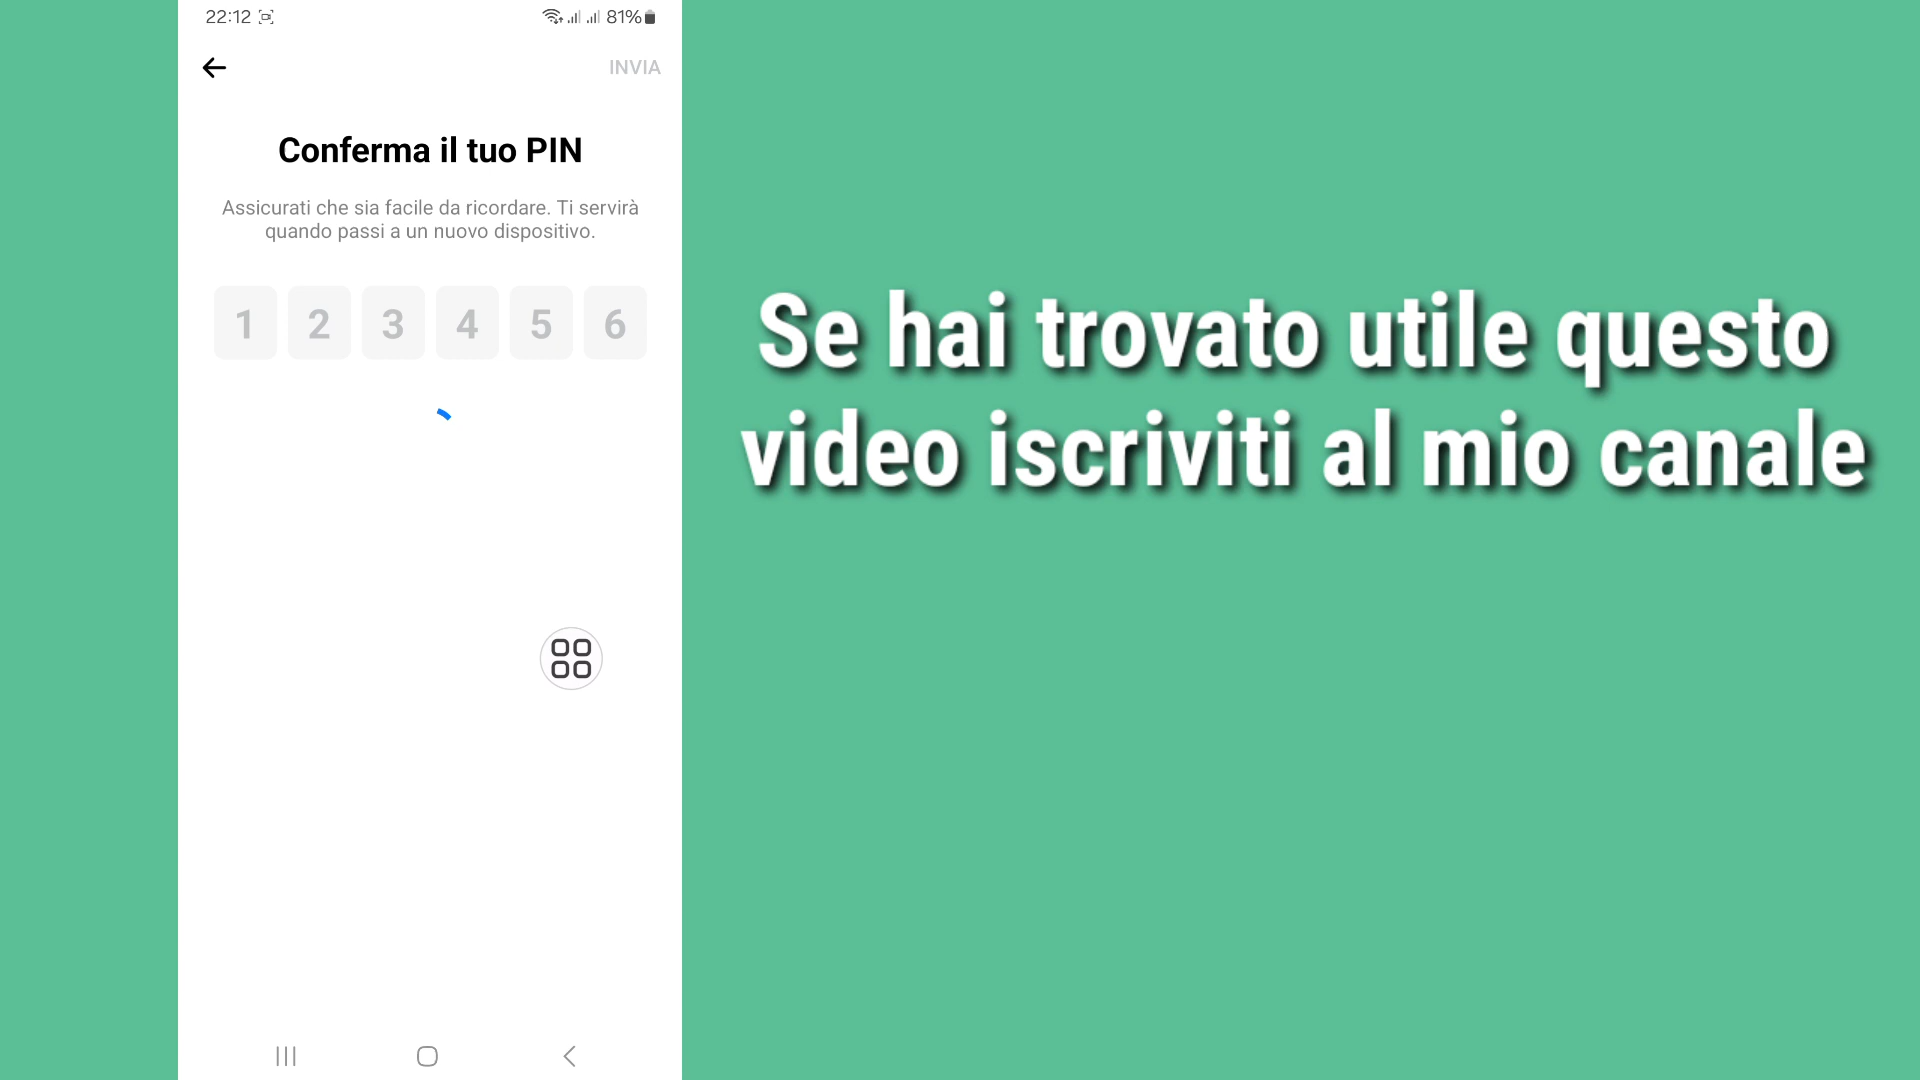 22:12
81%
INVIA
Conferma il tuo PIN
Assicurati che sia facile da ricordare. Ti servirà
quando passi a un nuovo dispositivo.
1 2 3 4 5 6
Se hai trovato utile questo
video iscriviti al mio canale